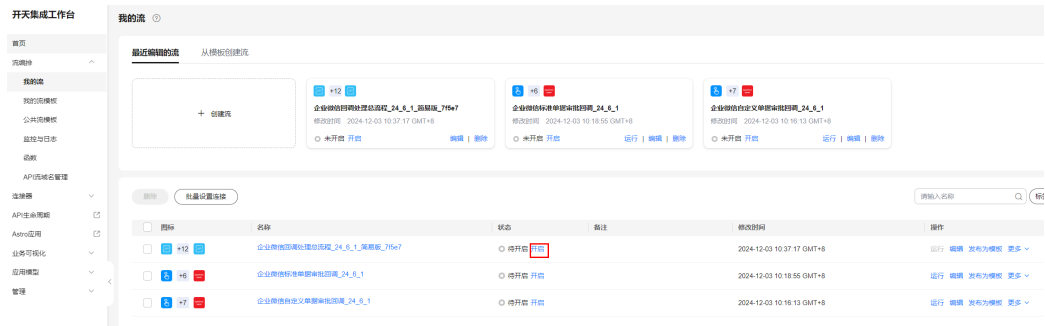 开天集成工作台
我的流
首页
流编排
我的流
我的流模板
公共流模板
监控与日志
函数
API流域名管理
连接器
API生命周期
Astro应用
业务可视化
应用模型
管理
最近编辑的流 从模板创建流
+ 创建流
+12
企业微信回调处理总流程_24_6_1_简易版_7f5e7
修改时间 2024-12-03 10:37:17 GMT+8
未开启 开启 编辑 | 删除
+6
企业微信标准单据审批回调_24_6_1
修改时间 2024-12-03 10:18:55 GMT+8
未开启 开启 运行 | 编辑 | 删除
+7
企业微信自定义单据审批回调_24_6_1
修改时间 2024-12-03 10:16:13 GMT+8
未开启 开启 运行 | 编辑 | 删除
删除 批量设置连接 请输入名称 标
图标 名称 状态 备注 修改时间 操作
+12 企业微信回调处理总流程_24_6_1_简易版_7f5e7 待开启 开启 2024-12-03 10:37:17 GMT+8 运行 编辑 发布为模板 更多
+6 企业微信标准单据审批回调_24_6_1 待开启 开启 2024-12-03 10:18:55 GMT+8 运行 编辑 发布为模板 更多
+7 企业微信自定义单据审批回调_24_6_1 待开启 开启 2024-12-03 10:16:13 GMT+8 运行 编辑 发布为模板 更多